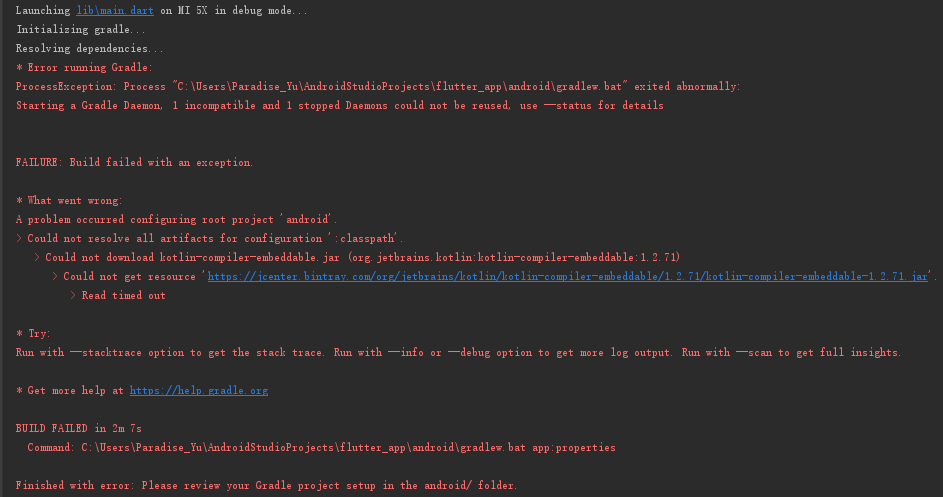 Launching lib\main.dart on MI 5X in debug mode...
Initializing gradle...
Resolving dependencies...
* Error running Gradle:
ProcessException: Process "C:\Users\Paradise_Yu\AndroidStudioProjects\flutter_app\android\gradlew.bat" exited abnormally:
Starting a Gradle Daemon, 1 incompatible and 1 stopped Daemons could not be reused, use --status for details
FAILURE: Build failed with an exception.
* What went wrong:
A problem occurred configuring root project 'android'.
> Could not resolve all artifacts for configuration ':classpath'.
> Could not download kotlin-compiler-embeddable.jar (org.jetbrains.kotlin:kotlin-compiler-embeddable:1.2.71)
> Could not get resource 'https://jcenter.bintray.com/org/jetbrains/kotlin/kotlin-compiler-embeddable/1.2.71/kotlin-compiler-embeddable-1.2.71.jar'.
> Read timed out
* Try:
Run with --stacktrace option to get the stack trace. Run with --info or --debug option to get more log output. Run with --scan to get full insights.
* Get more help at https://help.gradle.org
BUILD FAILED in 2m 7s
Command: C:\Users\Paradise_Yu\AndroidStudioProjects\flutter_app\android\gradlew.bat app:properties
Finished with error: Please review your Gradle project setup in the android/ folder.